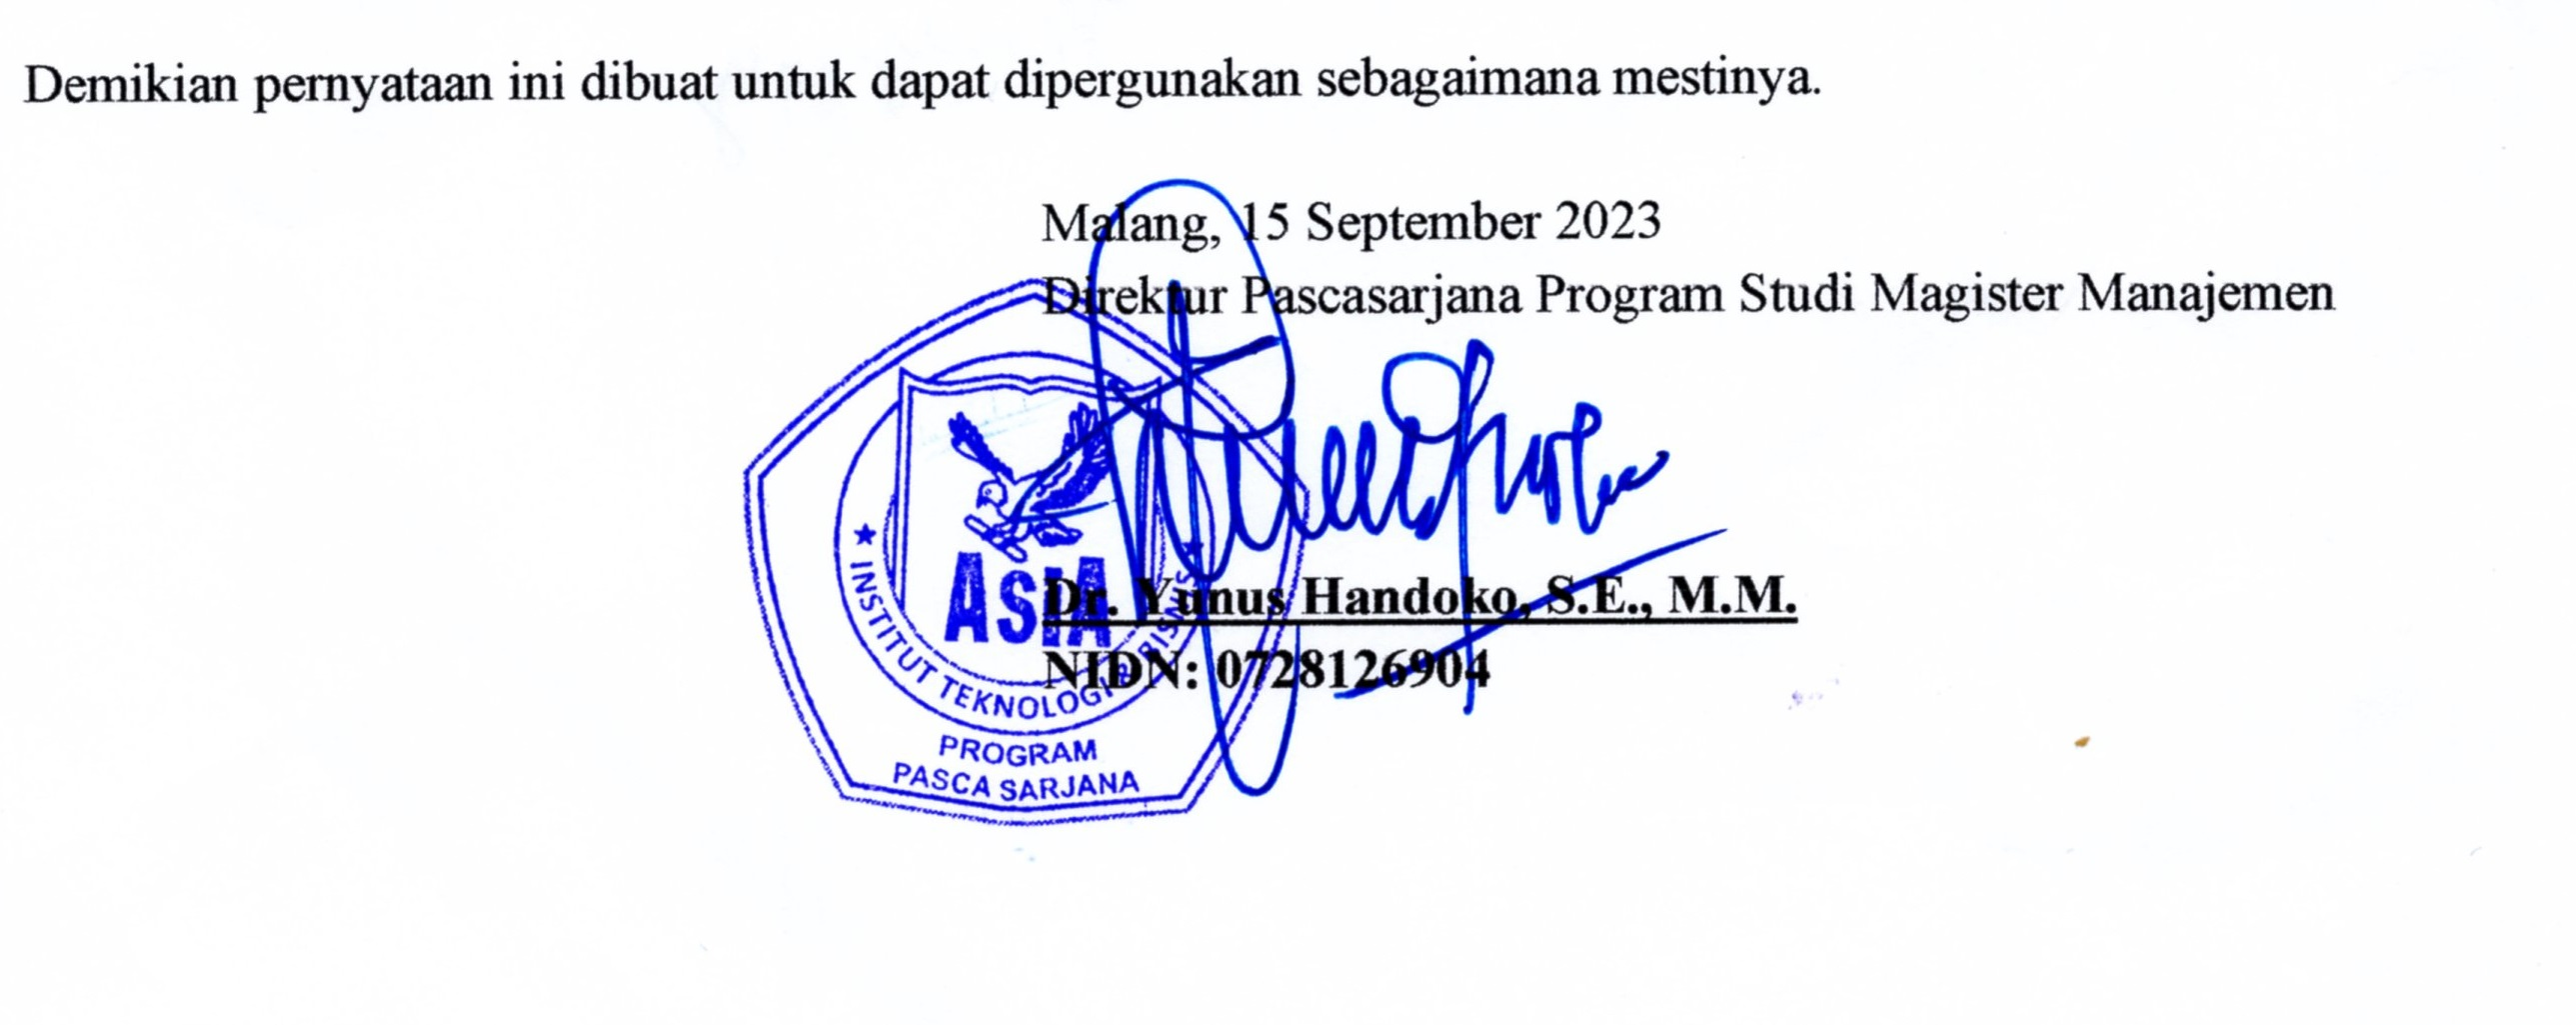 Demikian pernyataan ini dibuat untuk dapat dipergunakan sebagaimana mestinya.
Malang, 15 September 2023
Direktur Pascasarjana Program Studi Magister Manajemen
ASIA
★ INSTITUT TEKNOLOGI & BISNIS ★
PROGRAM
PASCA SARJANA
Dr. Yunus Handoko, S.E., M.M.
NIDN: 0728126904